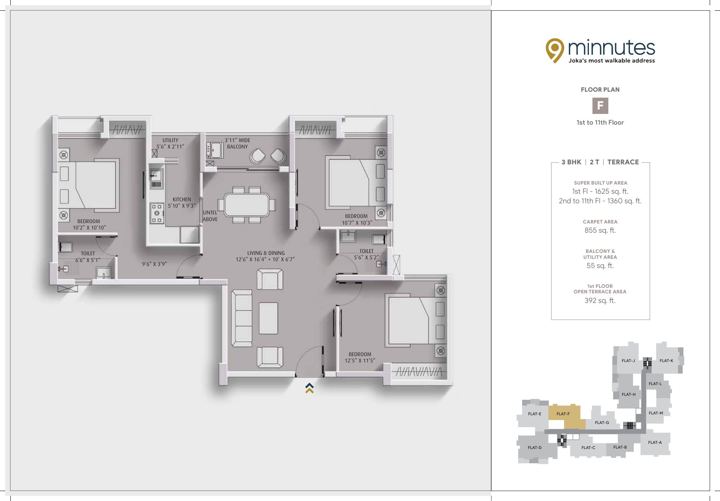 9 minnutes
Joka's most walkable address
FLOOR PLAN
F
1st to 11th Floor
3 BHK | 2 T | TERRACE
SUPER BUILT UP AREA
1st Fl - 1625 sq. ft.
2nd to 11th Fl - 1360 sq. ft.
CARPET AREA
855 sq. ft.
BALCONY &
UTILITY AREA
55 sq. ft.
1st FLOOR
OPEN TERRACE AREA
392 sq. ft.
UTILITY
5'6" X 2'11"
3'11" WIDE
BALCONY
KITCHEN
5'10" X 9'3"
LINTEL
ABOVE
BEDROOM
10'2" X 10'10"
BEDROOM
10'7" X 10'3"
TOILET
6'0" X 5'1"
9'6" X 3'9"
LIVING & DINING
12'6" X 16'4" + 10' X 6'7"
TOILET
5'6" X 5'2"
BEDROOM
12'5" X 11'5"
FLAT-J
FLAT-K
FLAT-L
FLAT-H
FLAT-M
FLAT-E
FLAT-F
FLAT-G
FLAT-D
FLAT-C
FLAT-B
FLAT-A